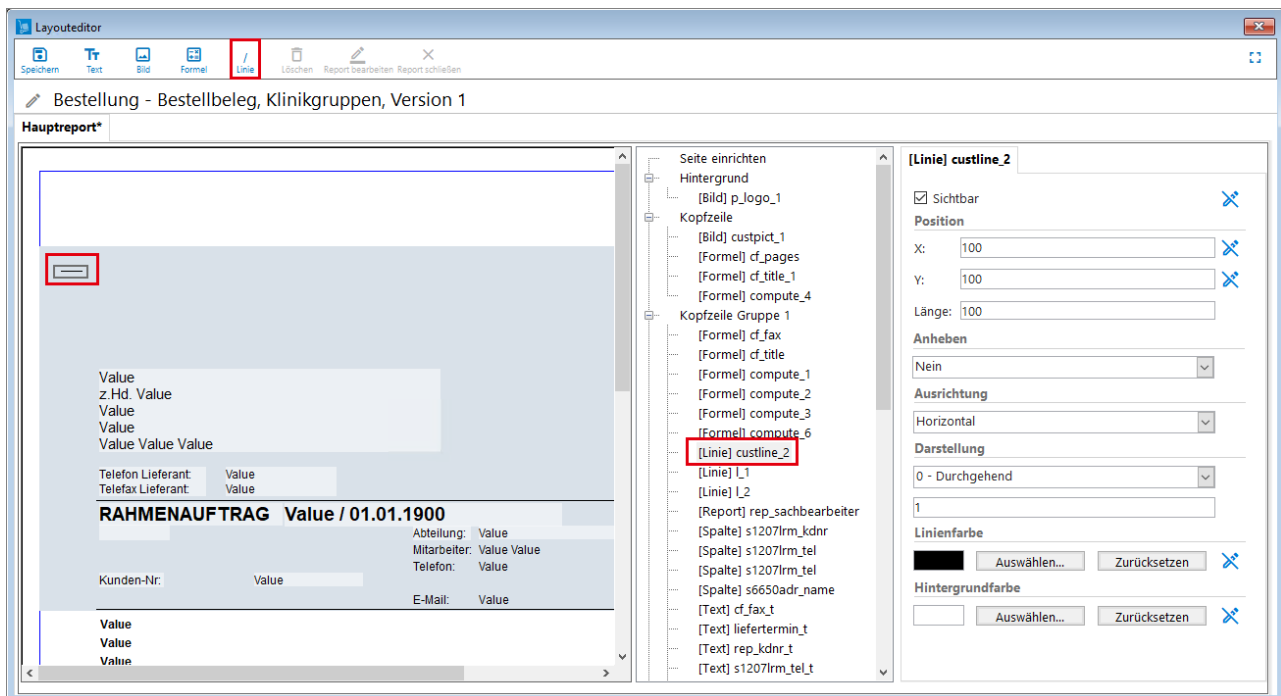 Layouteditor
Speichern Text Bild Formel Linie Löschen Report bearbeiten Report schließen
Bestellung - Bestellbeleg, Klinikgruppen, Version 1
Hauptreport*
Value
z.Hd. Value
Value
Value
Value Value Value
Telefon Lieferant: Value
Telefax Lieferant: Value
RAHMENAUFTRAG Value / 01.01.1900
Abteilung: Value
Mitarbeiter: Value Value
Telefon: Value
Kunden-Nr: Value
E-Mail: Value
Value
Value
Value
Seite einrichten
Hintergrund
[Bild] p_logo_1
Kopfzeile
[Bild] custpict_1
[Formel] cf_pages
[Formel] cf_title_1
[Formel] compute_4
Kopfzeile Gruppe 1
[Formel] cf_fax
[Formel] cf_title
[Formel] compute_1
[Formel] compute_2
[Formel] compute_3
[Formel] compute_6
[Linie] custline_2
[Linie] l_1
[Linie] l_2
[Report] rep_sachbearbeiter
[Spalte] s1207lrm_kdnr
[Spalte] s1207lrm_tel
[Spalte] s1207lrm_tel
[Spalte] s6650adr_name
[Text] cf_fax_t
[Text] liefertermin_t
[Text] rep_kdnr_t
[Text] s1207lrm_tel_t
[Linie] custline_2
Sichtbar
Position
X: 100
Y: 100
Länge: 100
Anheben
Nein
Ausrichtung
Horizontal
Darstellung
0 - Durchgehend
1
Linienfarbe
Auswählen... Zurücksetzen
Hintergrundfarbe
Auswählen... Zurücksetzen